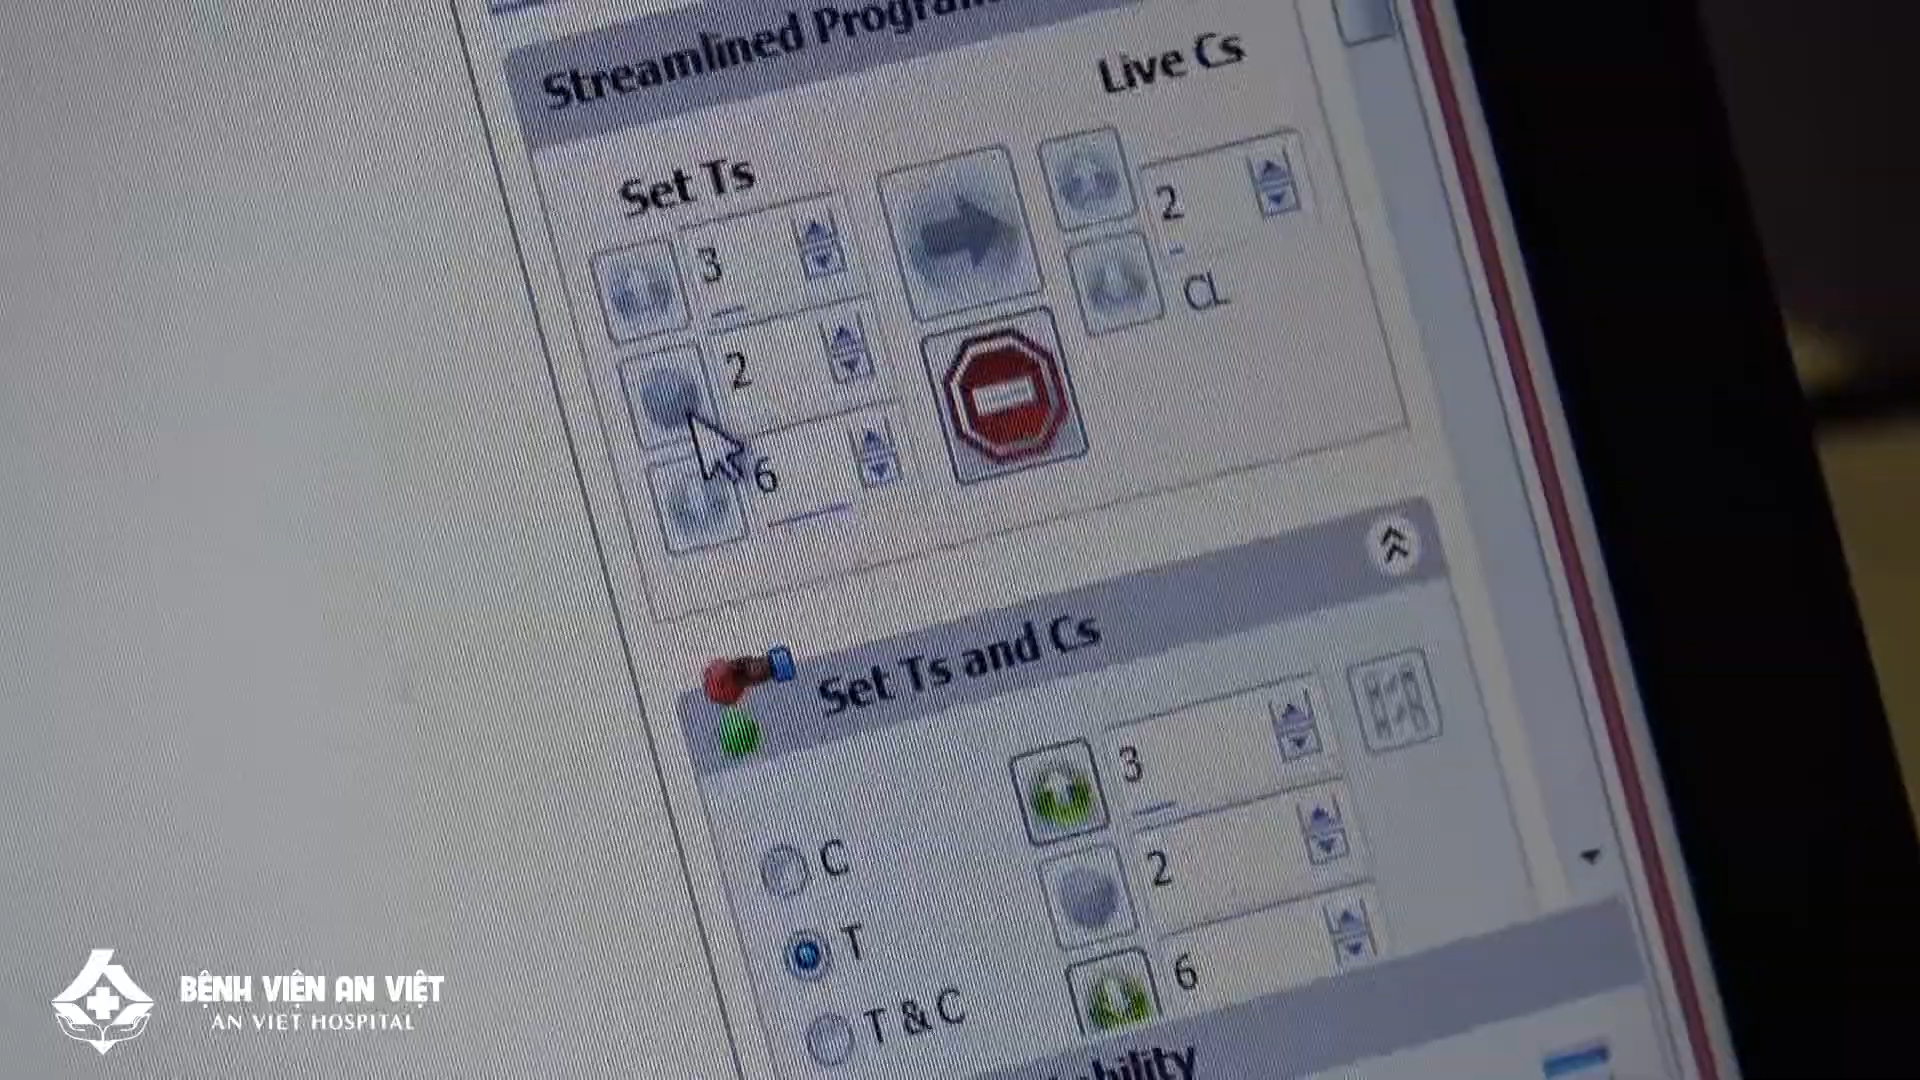 Streamlined
Live Cs
Set Ts
3
2
2
CL
6
Set Ts and Cs
3
C
2
T
6
T & C
BỆNH VIỆN AN VIỆT
AN VIET HOSPITAL